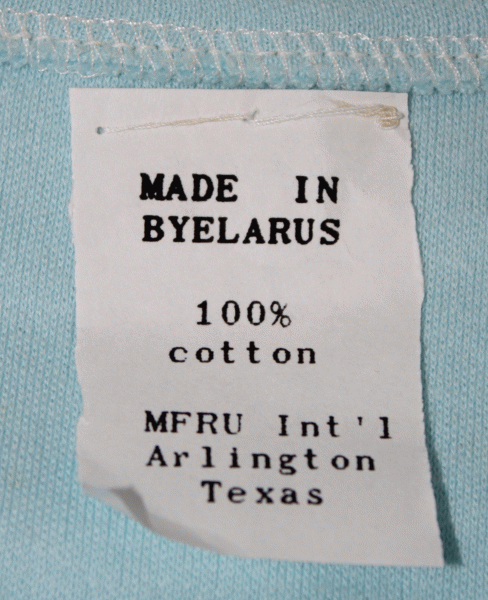 MADE IN
BYELARUS
100%
cotton
MFRU Int'l
Arlington
Texas